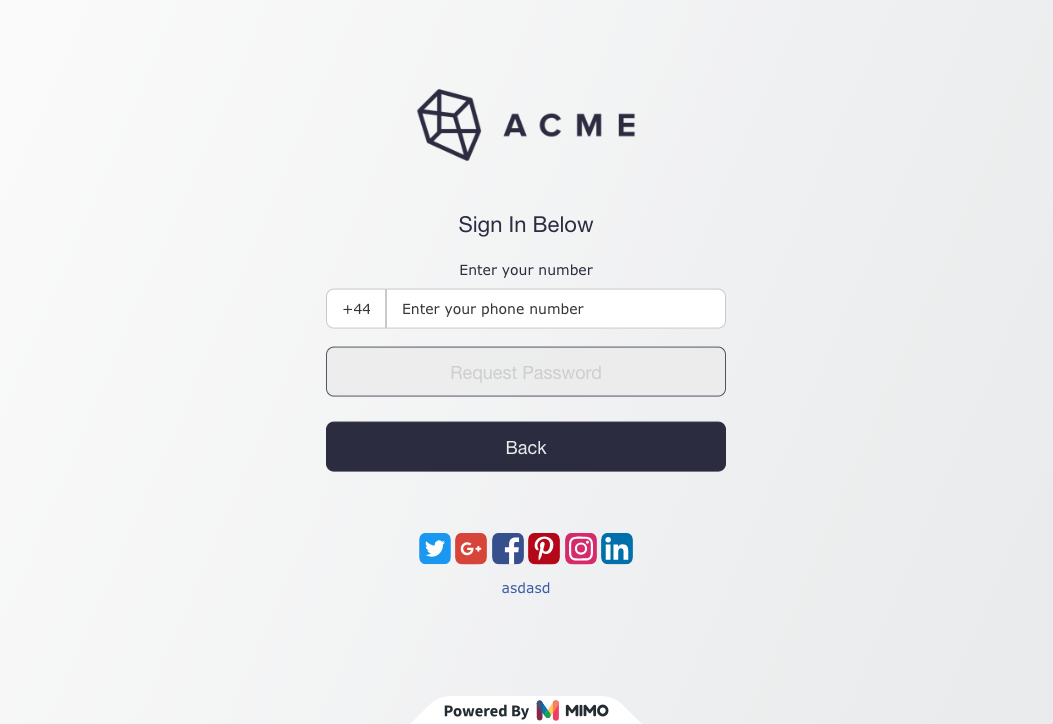 ACME
Sign In Below
Enter your number
+44 Enter your phone number
Request Password
Back
asdasd
Powered By MIMO